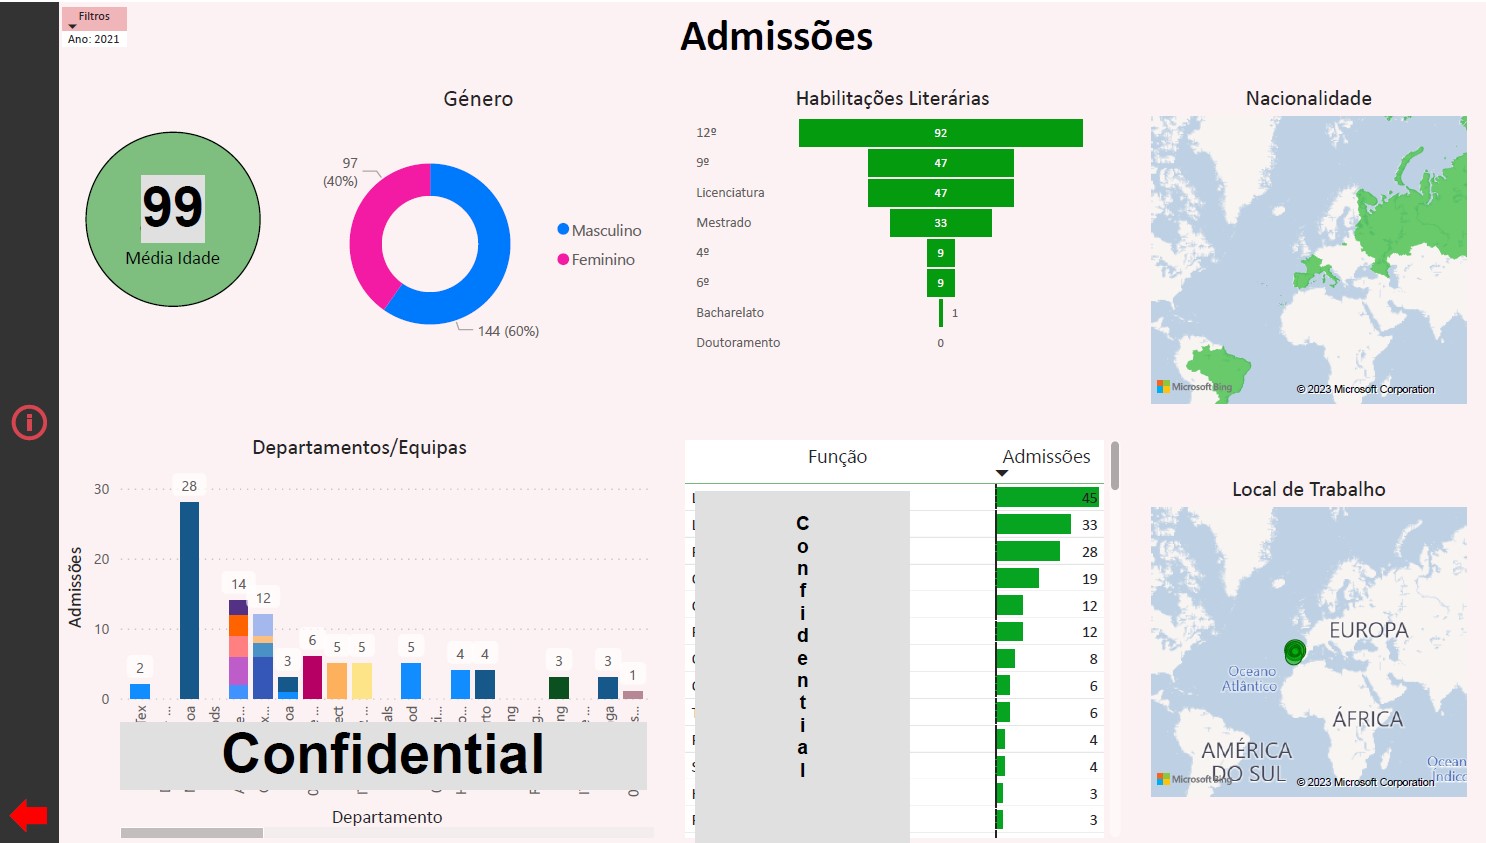 Filtros
Ano: 2021
Admissões
99
Média Idade
Género
97
(40%)
144 (60%)
Masculino
Feminino
Habilitações Literárias
12º 92
9º 47
Licenciatura 47
Mestrado 33
4º 9
6º 9
Bacharelato 1
Doutoramento 0
Nacionalidade
Microsoft Bing
© 2023 Microsoft Corporation
Departamentos/Equipas
Admissões
30
20
10
0
2
28
14
12
3
6
5
5
5
4
4
3
3
1
Confidential
Departamento
Função Admissões
45
33
28
19
12
12
8
6
6
4
4
3
3
Confidential
Local de Trabalho
EUROPA
Oceano
Atlântico
ÁFRICA
AMÉRICA
DO SUL
Microsoft Bing
© 2023 Microsoft Corporation